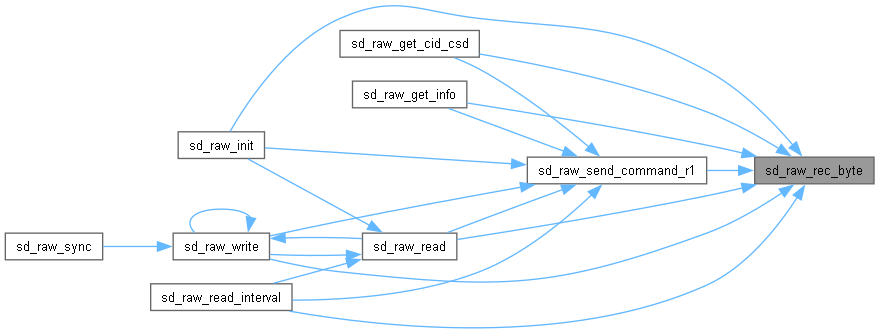 sd_raw_get_cid_csd
sd_raw_get_info
sd_raw_init
sd_raw_send_command_r1
sd_raw_rec_byte
sd_raw_sync
sd_raw_write
sd_raw_read
sd_raw_read_interval